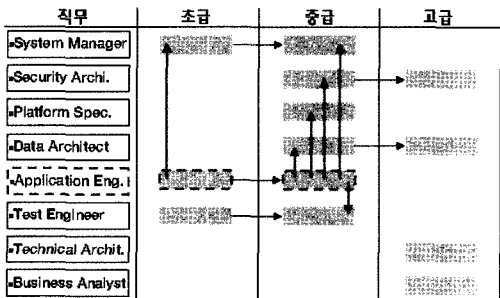 직무 초급 중급 고급
▪System Manager
▪Security Archi.
▪Platform Spec.
▪Data Architect
▪Application Eng.
▪Test Engineer
▪Technical Archit.
▪Business Analyst